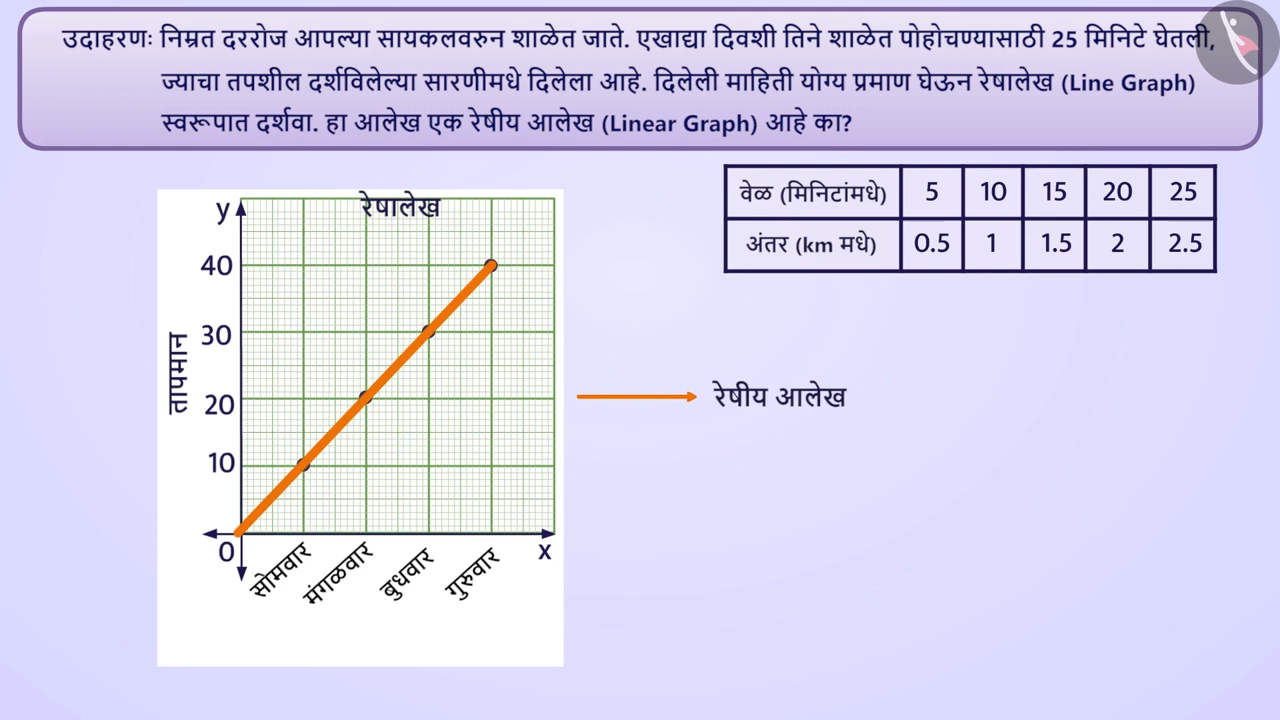 उदाहरणः निम्रत दररोज आपल्या सायकलवरुन शाळेत जाते. एखाद्या दिवशी तिने शाळेत पोहोचण्यासाठी 25 मिनिटे घेतली,
ज्याचा तपशील दर्शविलेल्या सारणीमधे दिलेला आहे. दिलेली माहिती योग्य प्रमाण घेऊन रेषालेख (Line Graph)
स्वरूपात दर्शवा. हा आलेख एक रेषीय आलेख (Linear Graph) आहे का?
वेळ (मिनिटांमधे) 5 10 15 20 25
अंतर (km मधे) 0.5 1 1.5 2 2.5
रेषालेख
y
40
30
20
10
0
तापमान
x
सोमवार मंगळवार बुधवार गुरुवार
रेषीय आलेख